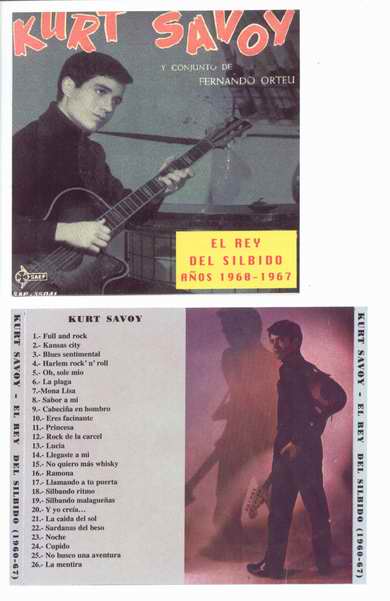 KURT SAVOY
Y CONJUNTO DE
FERNANDO ORTEU
EL REY
DEL SILBIDO
AÑOS 1968-1967
SAEF
KURT SAVOY
1.- Full and rock
2.- Kansas city
3.- Blues sentimental
4.- Harlem rock' n' roll
5.- Oh, sole mio
6.- La plaga
7.-Mona Lisa
8.- Sabor a mi
9.- Cabeciña en hombro
10.- Eres facinante
11.- Princesa
12.- Rock de la carcel
13.- Lucia
14.- Llegaste a mi
15.- No quiero más whisky
16.- Ramona
17.- Llamando a tu puerta
18.- Silbando ritmo
19.- Silbando malagueñas
20.- Y yo creía...
21.- La caida del sol
22.- Sardanas del beso
23.- Noche
24.- Cupido
25.- No busco una aventura
26.- La mentira
KURT SAVOY - EL REY DEL SILBIDO (1960-67)
KURT SAVOY - EL REY DEL SILBIDO (1960-67)